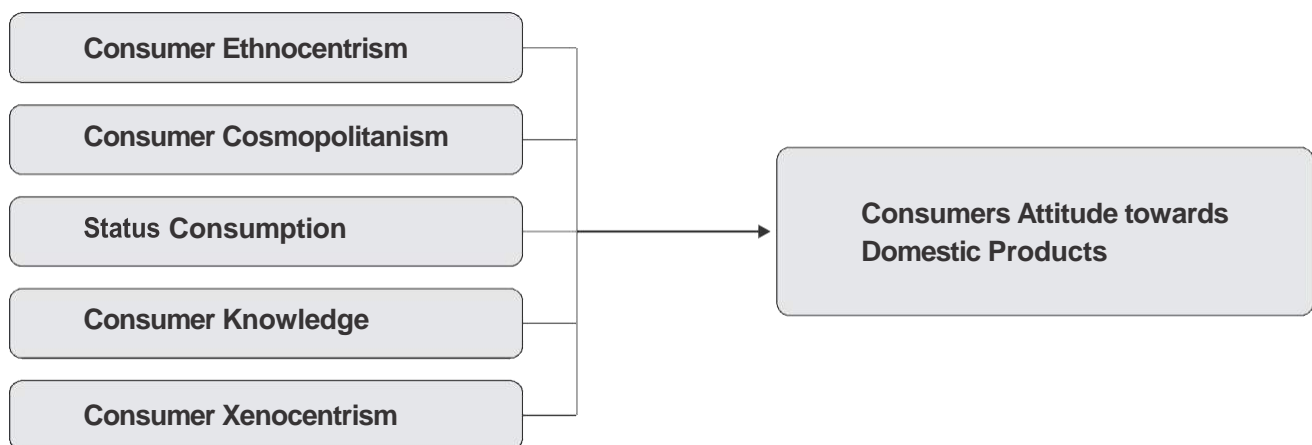 Consumer Ethnocentrism
Consumer Cosmopolitanism
Status Consumption
Consumer Knowledge
Consumer Xenocentrism
Consumers Attitude towards
Domestic Products